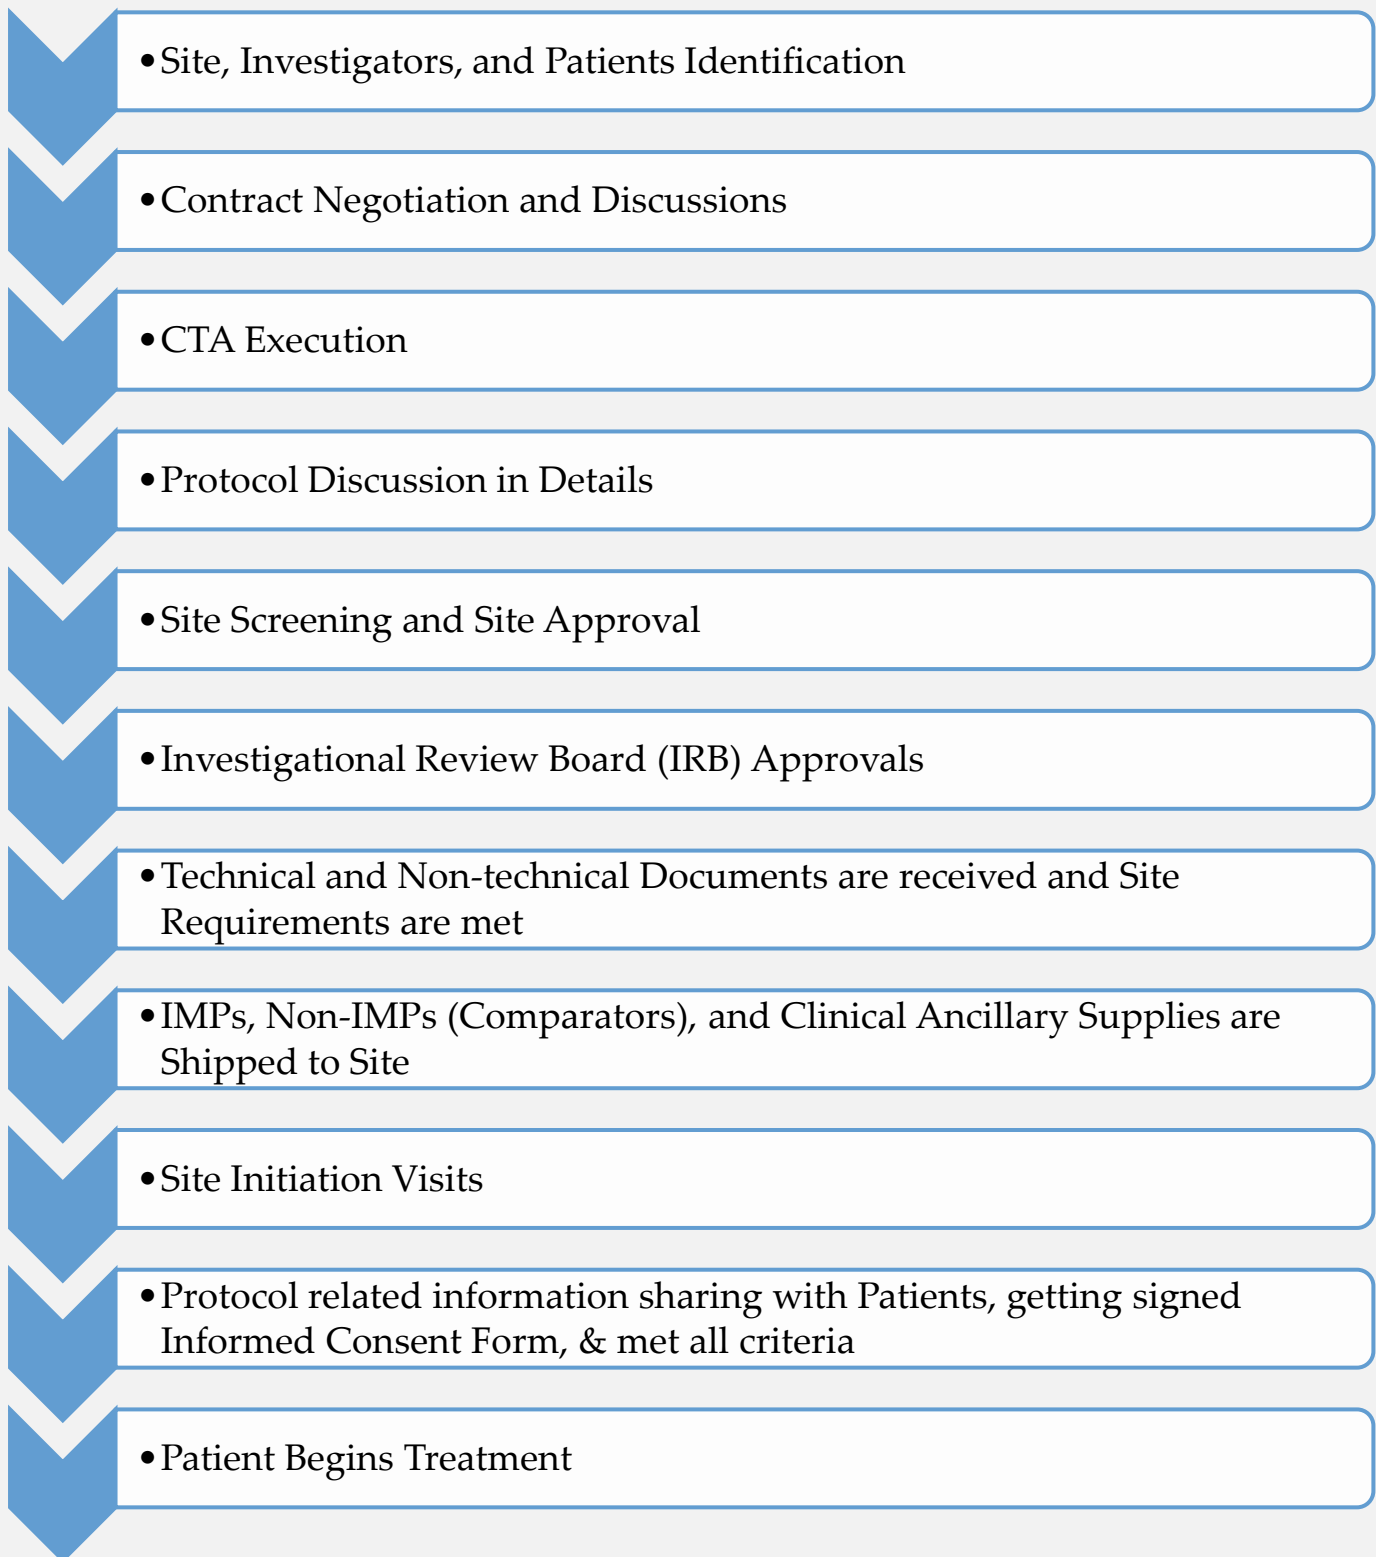 •Site, Investigators, and Patients Identification
•Contract Negotiation and Discussions
•CTA Execution
•Protocol Discussion in Details
•Site Screening and Site Approval
•Investigational Review Board (IRB) Approvals
•Technical and Non-technical Documents are received and Site
Requirements are met
•IMPs, Non-IMPs (Comparators), and Clinical Ancillary Supplies are
Shipped to Site
•Site Initiation Visits
•Protocol related information sharing with Patients, getting signed
Informed Consent Form, & met all criteria
•Patient Begins Treatment